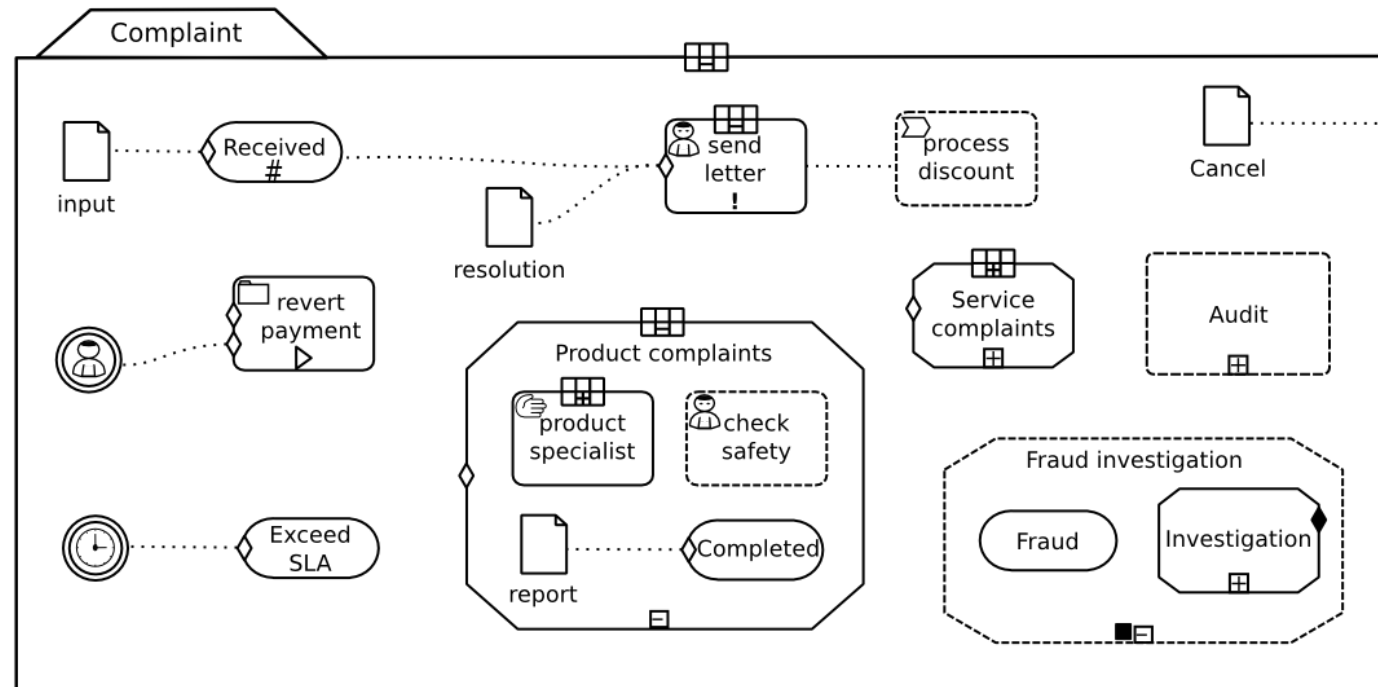 Complaint
Received
#
input
send
letter
!
process
discount
Cancel
resolution
revert
payment
Service
complaints
Audit
Product complaints
product
specialist
check
safety
Fraud investigation
Exceed
SLA
report
Completed
Fraud
Investigation